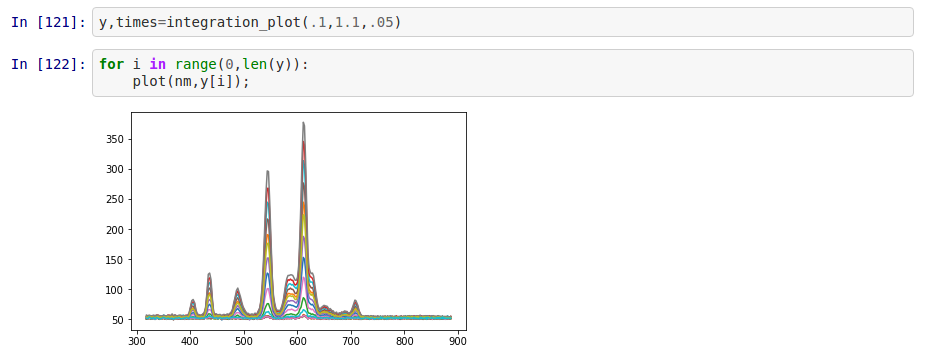 In [121]: y,times=integration_plot(.1,1.1,.05)
In [122]: for i in range(0,len(y)):
plot(nm,y[i]);
350
300
250
200
150
100
50
300 400 500 600 700 800 900